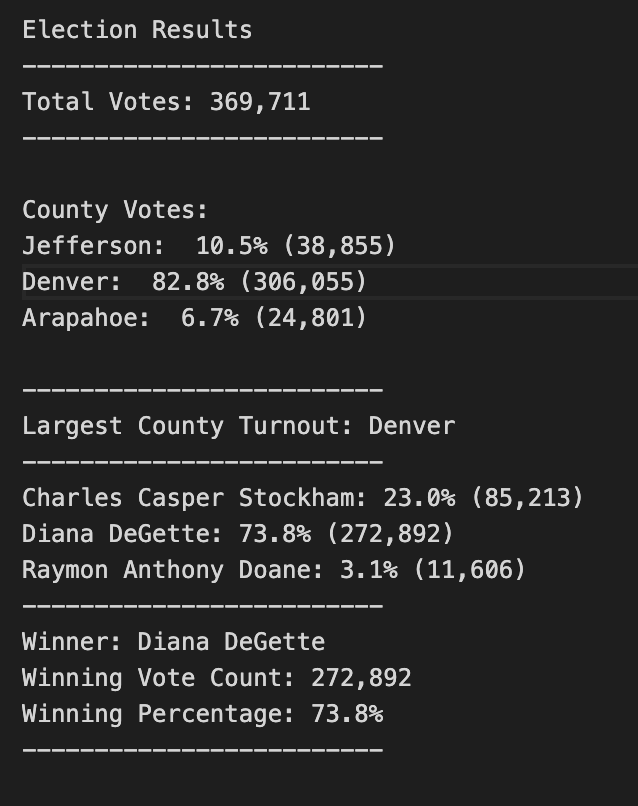 Election Results
-------------------------
Total Votes: 369,711
-------------------------
County Votes:
Jefferson:  10.5% (38,855)
Denver:  82.8% (306,055)
Arapahoe:  6.7% (24,801)
-------------------------
Largest County Turnout: Denver
-------------------------
Charles Casper Stockham: 23.0% (85,213)
Diana DeGette: 73.8% (272,892)
Raymon Anthony Doane: 3.1% (11,606)
-------------------------
Winner: Diana DeGette
Winning Vote Count: 272,892
Winning Percentage: 73.8%
-------------------------